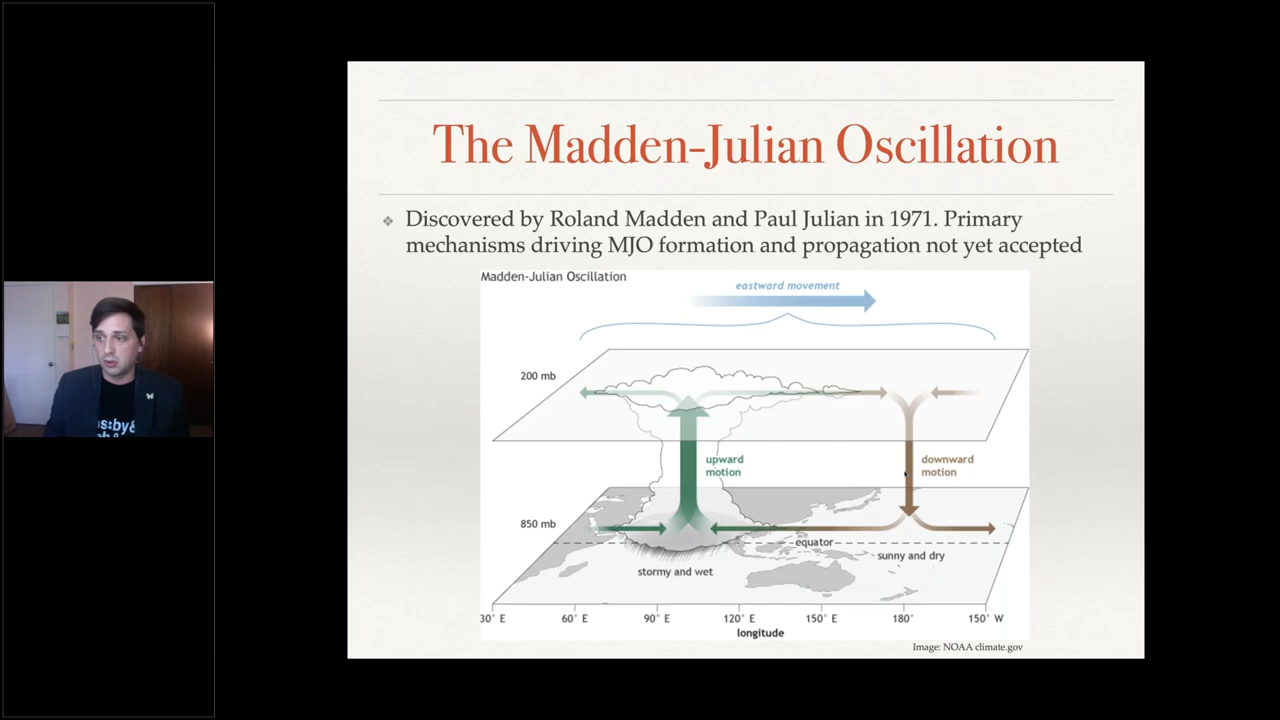 The Madden-Julian Oscillation
❖ Discovered by Roland Madden and Paul Julian in 1971. Primary
mechanisms driving MJO formation and propagation not yet accepted
Madden-Julian Oscillation
eastward movement
200 mb
upward
motion
downward
motion
850 mb
equator
sunny and dry
stormy and wet
30° E 60° E 90° E 120° E 150° E 180° 150° W
longitude
Image: NOAA climate.gov